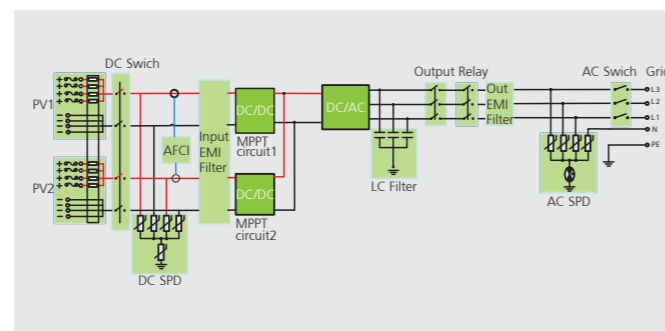 DC Swich
Output Relay
AC Swich
Gri
PV1
DC/DC
MPPT
circuit1
AFCI
Input
EMI
Filter
DC/AC
Out
EMI
Filter
L3
L2
L1
N
PE
PV2
DC/DC
MPPT
circuit2
LC Filter
AC SPD
DC SPD